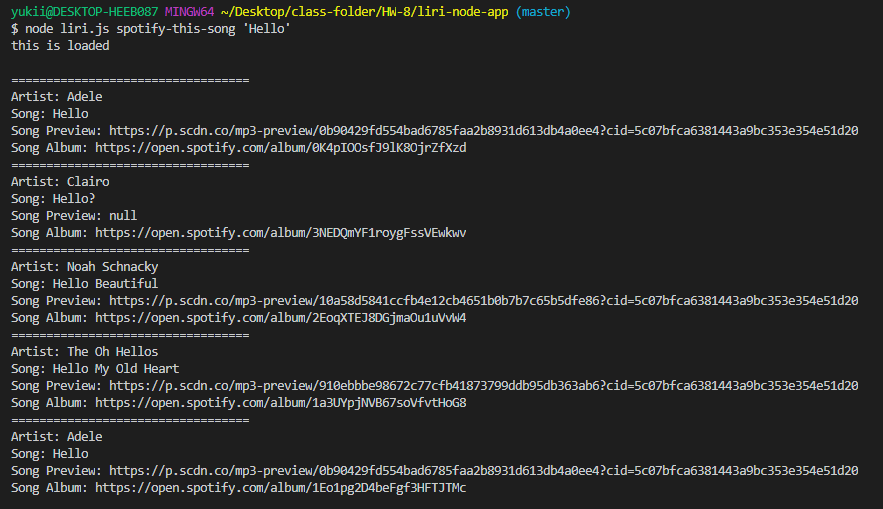 yukii@DESKTOP-HEEB087 MINGW64 ~/Desktop/class-folder/HW-8/liri-node-app (master)
$ node liri.js spotify-this-song 'Hello'
this is loaded
==================================
Artist: Adele
Song: Hello
Song Preview: https://p.scdn.co/mp3-preview/0b90429fd554bad6785faa2b8931d613db4a0ee4?cid=5c07bfca6381443a9bc353e354e51d20
Song Album: https://open.spotify.com/album/0K4pIOOsfJ9lK8OjrZfXzd
==================================
Artist: Clairo
Song: Hello?
Song Preview: null
Song Album: https://open.spotify.com/album/3NEDQmYF1roygFssVEwkwv
==================================
Artist: Noah Schnacky
Song: Hello Beautiful
Song Preview: https://p.scdn.co/mp3-preview/10a58d5841ccfb4e12cb4651b0b7b7c65b5dfe86?cid=5c07bfca6381443a9bc353e354e51d20
Song Album: https://open.spotify.com/album/2EoqXTEJ8DGjmaOu1uVvW4
==================================
Artist: The Oh Hellos
Song: Hello My Old Heart
Song Preview: https://p.scdn.co/mp3-preview/910ebbbe98672c77cfb41873799ddb95db363ab6?cid=5c07bfca6381443a9bc353e354e51d20
Song Album: https://open.spotify.com/album/1a3UYpjNVB67soVfvtHoG8
==================================
Artist: Adele
Song: Hello
Song Preview: https://p.scdn.co/mp3-preview/0b90429fd554bad6785faa2b8931d613db4a0ee4?cid=5c07bfca6381443a9bc353e354e51d20
Song Album: https://open.spotify.com/album/1Eo1pg2D4beFgf3HFTJTMc